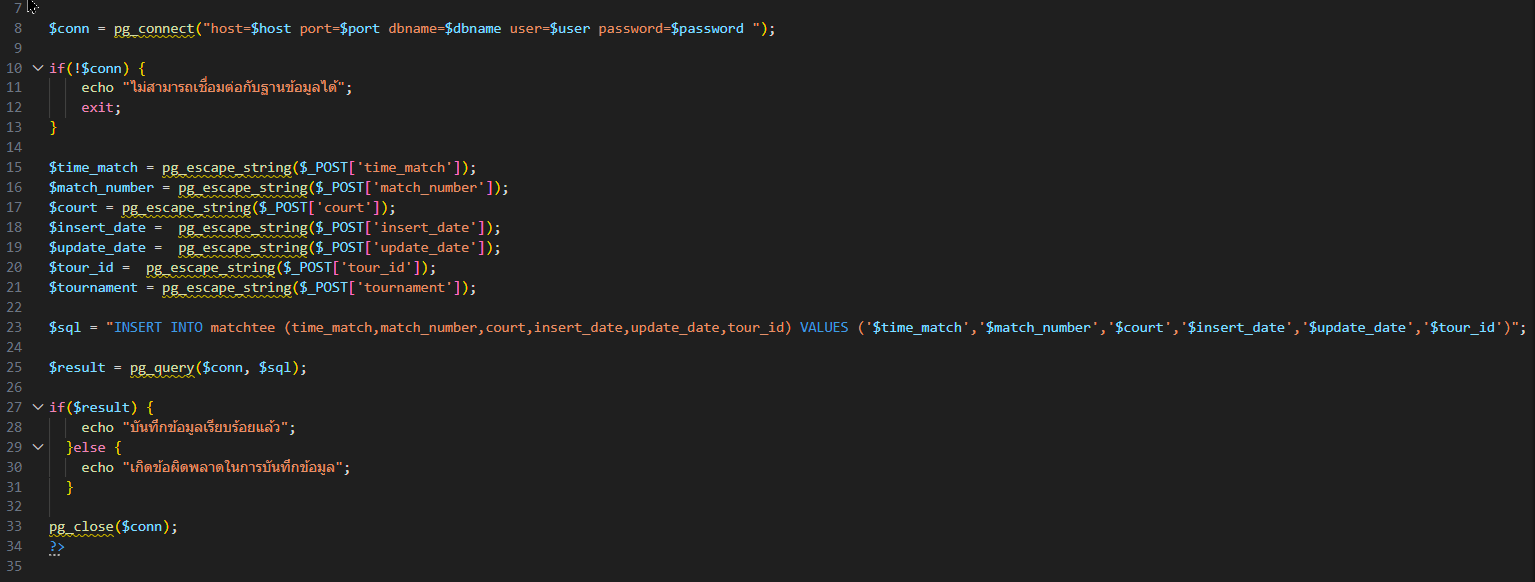 7
8 $conn = pg_connect("host=$host port=$port dbname=$dbname user=$user password=$password ");
9
10 if(!$conn) {
11 echo "ไม่สามารถเชื่อมต่อกับฐานข้อมูลได้";
12 exit;
13 }
14
15 $time_match = pg_escape_string($_POST['time_match']);
16 $match_number = pg_escape_string($_POST['match_number']);
17 $court = pg_escape_string($_POST['court']);
18 $insert_date =  pg_escape_string($_POST['insert_date']);
19 $update_date =  pg_escape_string($_POST['update_date']);
20 $tour_id =  pg_escape_string($_POST['tour_id']);
21 $tournament = pg_escape_string($_POST['tournament']);
22
23 $sql = "INSERT INTO matchtee (time_match,match_number,court,insert_date,update_date,tour_id) VALUES ('$time_match','$match_number','$court','$insert_date','$update_date','$tour_id')";
24
25 $result = pg_query($conn, $sql);
26
27 if($result) {
28 echo "บันทึกข้อมูลเรียบร้อยแล้ว";
29 }else {
30 echo "เกิดข้อผิดพลาดในการบันทึกข้อมูล";
31 }
32
33 pg_close($conn);
34 ?>
35